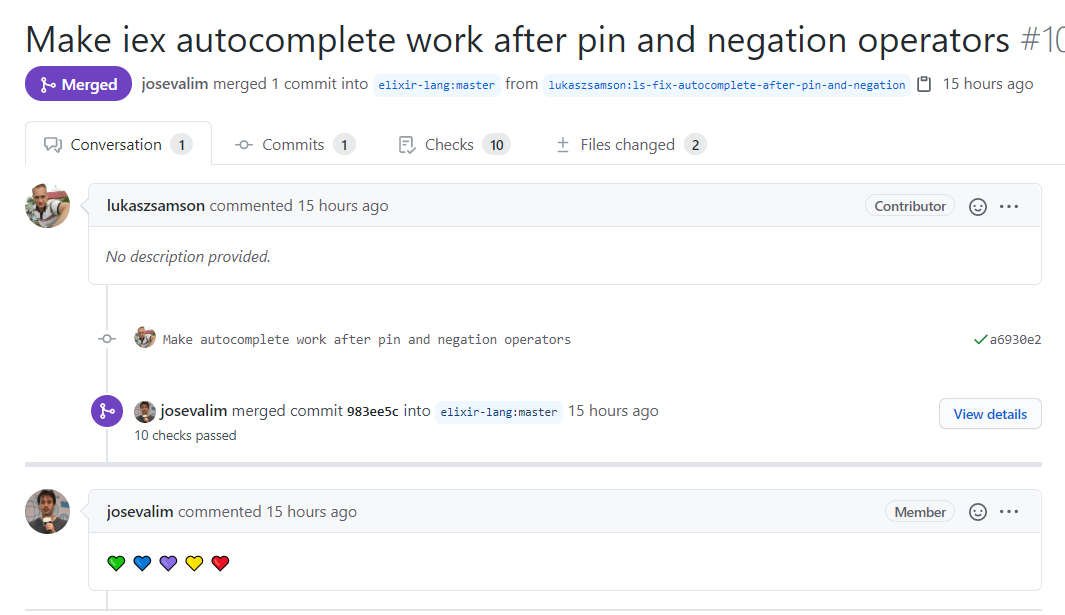 Make iex autocomplete work after pin and negation operators #10
Merged josevalim merged 1 commit into elixir-lang:master from lukaszsamson:ls-fix-autocomplete-after-pin-and-negation 15 hours ago
Conversation 1 Commits 1 Checks 10 Files changed 2
lukaszsamson commented 15 hours ago Contributor
No description provided.
Make autocomplete work after pin and negation operators a6930e2
josevalim merged commit 983ee5c into elixir-lang:master 15 hours ago View details
10 checks passed
josevalim commented 15 hours ago Member